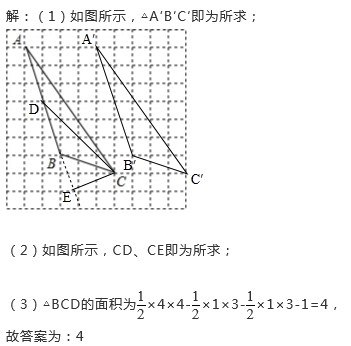 解：（1）如图所示，△A′B′C′即为所求；
A A′
D
B B′
C C′
E
（2）如图所示，CD、CE即为所求；
（3）△BCD的面积为1/2×4×4-1/2×1×3-1/2×1×3-1=4，
故答案为：4